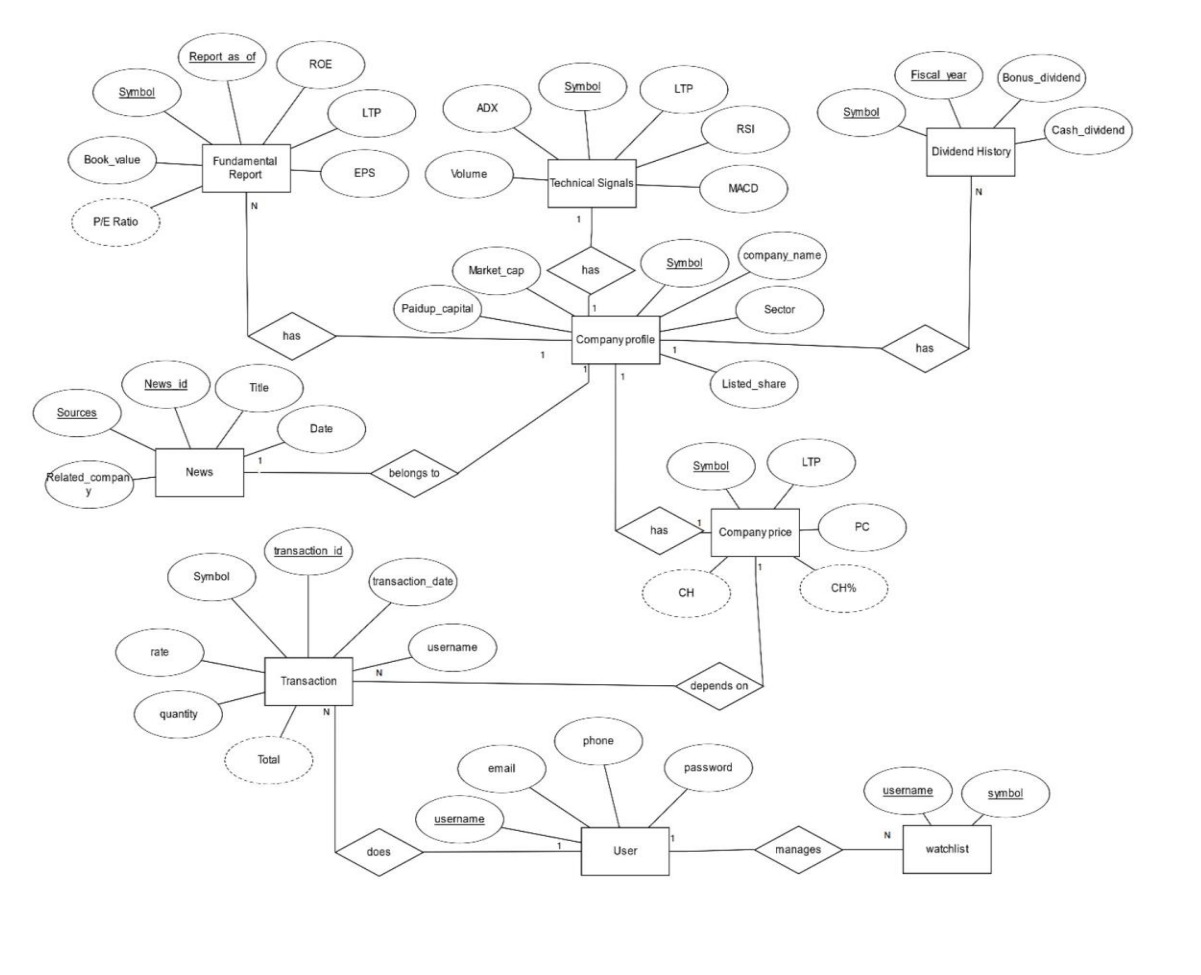 Report_as_of
ROE
Symbol
LTP
Book_value
Fundamental
Report
EPS
P/E Ratio
N
Symbol
LTP
ADX
RSI
Volume
Technical Signals
MACD
1
Fiscal_year
Bonus_dividend
Symbol
Cash_dividend
Dividend History
N
has
Market_cap
Symbol
company_name
Paidup_capital
1
Sector
has
Company profile
1
1
has
1
1
Listed_share
News_id
Title
Sources
Date
1
News
Related_compan
y
belongs to
Symbol
LTP
has
1
Company price
PC
1
CH
CH%
transaction_id
Symbol
transaction_date
rate
username
N
Transaction
depends on
quantity
N
Total
phone
email
password
username
1
does
1
User
manages
username
symbol
N
watchlist